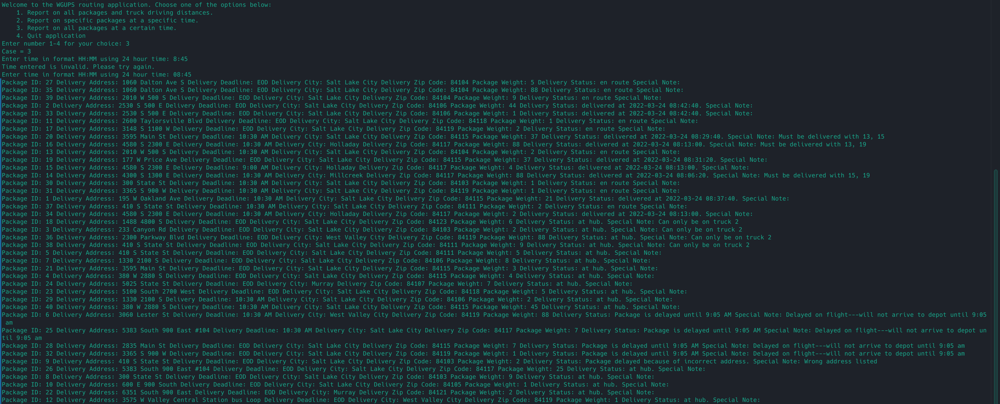 Welcome to the WGUPS routing application. Choose one of the options below:
    1. Report on all packages and truck driving distances.
    2. Report on specific packages at a specific time.
    3. Report on all packages at a certain time.
    4. Quit application
Enter number 1-4 for your choice: 3
Case = 3
Enter time in format HH:MM using 24 hour time: 8:45
Time entered is invalid. Please try again.
Enter time in format HH:MM using 24 hour time: 08:45
Package ID: 27 Delivery Address: 1060 Dalton Ave S Delivery Deadline: EOD Delivery City: Salt Lake City Delivery Zip Code: 84104 Package Weight: 5 Delivery Status: en route Special Note:
Package ID: 35 Delivery Address: 1060 Dalton Ave S Delivery Deadline: EOD Delivery City: Salt Lake City Delivery Zip Code: 84104 Package Weight: 88 Delivery Status: en route Special Note:
Package ID: 39 Delivery Address: 2010 W 500 S Delivery Deadline: EOD Delivery City: Salt Lake City Delivery Zip Code: 84104 Package Weight: 9 Delivery Status: en route Special Note:
Package ID: 2 Delivery Address: 2530 S 500 E Delivery Deadline: EOD Delivery City: Salt Lake City Delivery Zip Code: 84106 Package Weight: 44 Delivery Status: delivered at 2022-03-24 08:42:40. Special Note:
Package ID: 33 Delivery Address: 2530 S 500 E Delivery Deadline: EOD Delivery City: Salt Lake City Delivery Zip Code: 84106 Package Weight: 1 Delivery Status: delivered at 2022-03-24 08:42:40. Special Note:
Package ID: 11 Delivery Address: 2600 Taylorsville Blvd Delivery Deadline: EOD Delivery City: Salt Lake City Delivery Zip Code: 84118 Package Weight: 1 Delivery Status: en route Special Note:
Package ID: 17 Delivery Address: 3148 S 1100 W Delivery Deadline: EOD Delivery City: Salt Lake City Delivery Zip Code: 84119 Package Weight: 2 Delivery Status: en route Special Note:
Package ID: 20 Delivery Address: 3595 Main St Delivery Deadline: 10:30 AM Delivery City: Salt Lake City Delivery Zip Code: 84115 Package Weight: 37 Delivery Status: delivered at 2022-03-24 08:29:40. Special Note: Must be delivered with 13, 15
Package ID: 16 Delivery Address: 4580 S 2300 E Delivery Deadline: 10:30 AM Delivery City: Holladay Delivery Zip Code: 84117 Package Weight: 88 Delivery Status: delivered at 2022-03-24 08:13:00. Special Note: Must be delivered with 13, 19
Package ID: 13 Delivery Address: 2010 W 500 S Delivery Deadline: 10:30 AM Delivery City: Salt Lake City Delivery Zip Code: 84104 Package Weight: 2 Delivery Status: en route Special Note:
Package ID: 19 Delivery Address: 177 W Price Ave Delivery Deadline: EOD Delivery City: Salt Lake City Delivery Zip Code: 84115 Package Weight: 37 Delivery Status: delivered at 2022-03-24 08:31:20. Special Note:
Package ID: 15 Delivery Address: 4580 S 2300 E Delivery Deadline: 9:00 AM Delivery City: Holladay Delivery Zip Code: 84117 Package Weight: 4 Delivery Status: delivered at 2022-03-24 08:13:00. Special Note:
Package ID: 14 Delivery Address: 4300 S 1300 E Delivery Deadline: 10:30 AM Delivery City: Millcreek Delivery Zip Code: 84117 Package Weight: 88 Delivery Status: delivered at 2022-03-24 08:06:20. Special Note: Must be delivered with 15, 19
Package ID: 30 Delivery Address: 300 State St Delivery Deadline: 10:30 AM Delivery City: Salt Lake City Delivery Zip Code: 84103 Package Weight: 1 Delivery Status: en route Special Note:
Package ID: 31 Delivery Address: 3365 S 900 W Delivery Deadline: 10:30 AM Delivery City: Salt Lake City Delivery Zip Code: 84119 Package Weight: 1 Delivery Status: en route Special Note:
Package ID: 1 Delivery Address: 195 W Oakland Ave Delivery Deadline: 10:30 AM Delivery City: Salt Lake City Delivery Zip Code: 84115 Package Weight: 21 Delivery Status: delivered at 2022-03-24 08:37:40. Special Note:
Package ID: 37 Delivery Address: 410 S State St Delivery Deadline: 10:30 AM Delivery City: Salt Lake City Delivery Zip Code: 84111 Package Weight: 2 Delivery Status: en route Special Note:
Package ID: 34 Delivery Address: 4580 S 2300 E Delivery Deadline: 10:30 AM Delivery City: Holladay Delivery Zip Code: 84117 Package Weight: 2 Delivery Status: delivered at 2022-03-24 08:13:00. Special Note:
Package ID: 18 Delivery Address: 1488 4800 S Delivery Deadline: EOD Delivery City: Salt Lake City Delivery Zip Code: 84123 Package Weight: 6 Delivery Status: at hub. Special Note: Can only be on truck 2
Package ID: 3 Delivery Address: 233 Canyon Rd Delivery Deadline: EOD Delivery City: Salt Lake City Delivery Zip Code: 84103 Package Weight: 2 Delivery Status: at hub. Special Note: Can only be on truck 2
Package ID: 36 Delivery Address: 2300 Parkway Blvd Delivery Deadline: EOD Delivery City: West Valley City Delivery Zip Code: 84119 Package Weight: 88 Delivery Status: at hub. Special Note: Can only be on truck 2
Package ID: 38 Delivery Address: 410 S State St Delivery Deadline: EOD Delivery City: Salt Lake City Delivery Zip Code: 84111 Package Weight: 9 Delivery Status: at hub. Special Note: Can only be on truck 2
Package ID: 5 Delivery Address: 410 S State St Delivery Deadline: EOD Delivery City: Salt Lake City Delivery Zip Code: 84111 Package Weight: 5 Delivery Status: at hub. Special Note:
Package ID: 7 Delivery Address: 1330 2100 S Delivery Deadline: EOD Delivery City: Salt Lake City Delivery Zip Code: 84106 Package Weight: 8 Delivery Status: at hub. Special Note:
Package ID: 21 Delivery Address: 3595 Main St Delivery Deadline: EOD Delivery City: Salt Lake City Delivery Zip Code: 84115 Package Weight: 3 Delivery Status: at hub. Special Note:
Package ID: 4 Delivery Address: 380 W 2880 S Delivery Deadline: EOD Delivery City: Salt Lake City Delivery Zip Code: 84115 Package Weight: 4 Delivery Status: at hub. Special Note:
Package ID: 24 Delivery Address: 5025 State St Delivery Deadline: EOD Delivery City: Murray Delivery Zip Code: 84107 Package Weight: 7 Delivery Status: at hub. Special Note:
Package ID: 23 Delivery Address: 5100 South 2700 West Delivery Deadline: EOD Delivery City: Salt Lake City Delivery Zip Code: 84118 Package Weight: 5 Delivery Status: at hub. Special Note:
Package ID: 29 Delivery Address: 1330 2100 S Delivery Deadline: 10:30 AM Delivery City: Salt Lake City Delivery Zip Code: 84106 Package Weight: 2 Delivery Status: at hub. Special Note:
Package ID: 40 Delivery Address: 380 W 2880 S Delivery Deadline: 10:30 AM Delivery City: Salt Lake City Delivery Zip Code: 84115 Package Weight: 45 Delivery Status: at hub. Special Note:
Package ID: 6 Delivery Address: 3060 Lester St Delivery Deadline: 10:30 AM Delivery City: West Valley City Delivery Zip Code: 84119 Package Weight: 88 Delivery Status: Package is delayed until 9:05 AM Special Note: Delayed on flight---will not arrive to depot until 9:05
 am
Package ID: 25 Delivery Address: 5383 South 900 East #104 Delivery Deadline: 10:30 AM Delivery City: Salt Lake City Delivery Zip Code: 84117 Package Weight: 7 Delivery Status: Package is delayed until 9:05 AM Special Note: Delayed on flight---will not arrive to depot un
til 9:05 am
Package ID: 28 Delivery Address: 2835 Main St Delivery Deadline: EOD Delivery City: Salt Lake City Delivery Zip Code: 84115 Package Weight: 7 Delivery Status: Package is delayed until 9:05 AM Special Note: Delayed on flight---will not arrive to depot until 9:05 am
Package ID: 32 Delivery Address: 3365 S 900 W Delivery Deadline: EOD Delivery City: Salt Lake City Delivery Zip Code: 84119 Package Weight: 1 Delivery Status: Package is delayed until 9:05 AM Special Note: Delayed on flight---will not arrive to depot until 9:05 am
Package ID: 9 Delivery Address: 410 S State St Delivery Deadline: EOD Delivery City: Salt Lake City Delivery Zip Code: 84103 Package Weight: 2 Delivery Status: Package delayed because of incorrect address. Special Note: Wrong address listed
Package ID: 26 Delivery Address: 5383 South 900 East #104 Delivery Deadline: EOD Delivery City: Salt Lake City Delivery Zip Code: 84117 Package Weight: 25 Delivery Status: at hub. Special Note:
Package ID: 8 Delivery Address: 300 State St Delivery Deadline: EOD Delivery City: Salt Lake City Delivery Zip Code: 84103 Package Weight: 9 Delivery Status: at hub. Special Note:
Package ID: 10 Delivery Address: 600 E 900 South Delivery Deadline: EOD Delivery City: Salt Lake City Delivery Zip Code: 84105 Package Weight: 1 Delivery Status: at hub. Special Note:
Package ID: 22 Delivery Address: 6351 South 900 East Delivery Deadline: EOD Delivery City: Murray Delivery Zip Code: 84121 Package Weight: 2 Delivery Status: at hub. Special Note:
Package ID: 12 Delivery Address: 3575 W Valley Central Station bus Loop Delivery Deadline: EOD Delivery City: West Valley City Delivery Zip Code: 84119 Package Weight: 1 Delivery Status: at hub. Special Note: